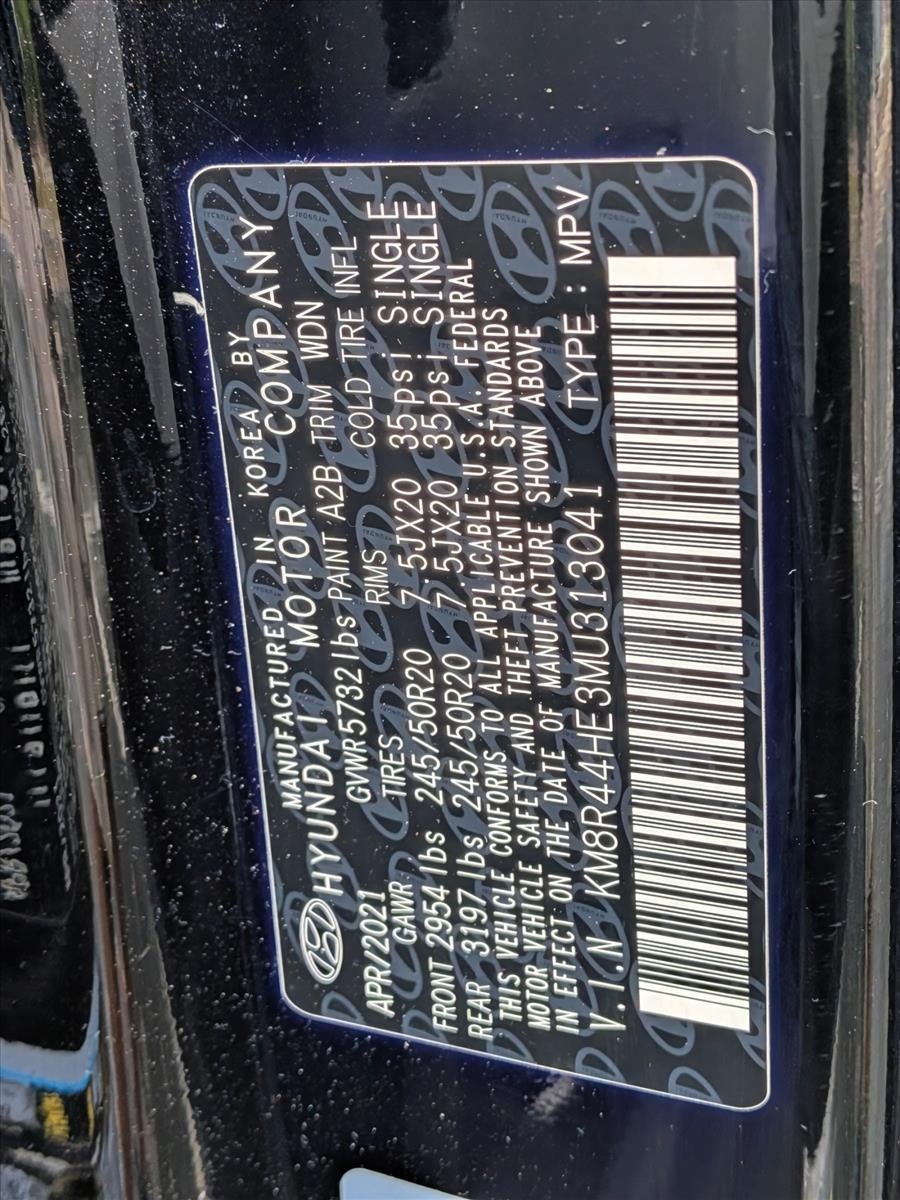 MANUFACTURED IN KOREA BY
HYUNDAI MOTOR COMPANY
APR/2021 GVWR 5732 lbs PAINT A2B TRIM WDN
GAWR TIRES RMS COLD TIRE INFL
FRONT 2954 lbs 245/50R20 7.5JX20 35psi SINGLE
REAR 3197 lbs 245/50R20 7.5JX20 35psi SINGLE
THIS VEHICLE CONFORMS TO ALL APPLICABLE U.S.A. FEDERAL
MOTOR VEHICLE SAFETY AND THEFT PREVENTION STANDARDS
IN EFFECT ON THE DATE OF MANUFACTURE SHOWN ABOVE
V.I.N : KM8R44HE3MU313041 TYPE : MPV